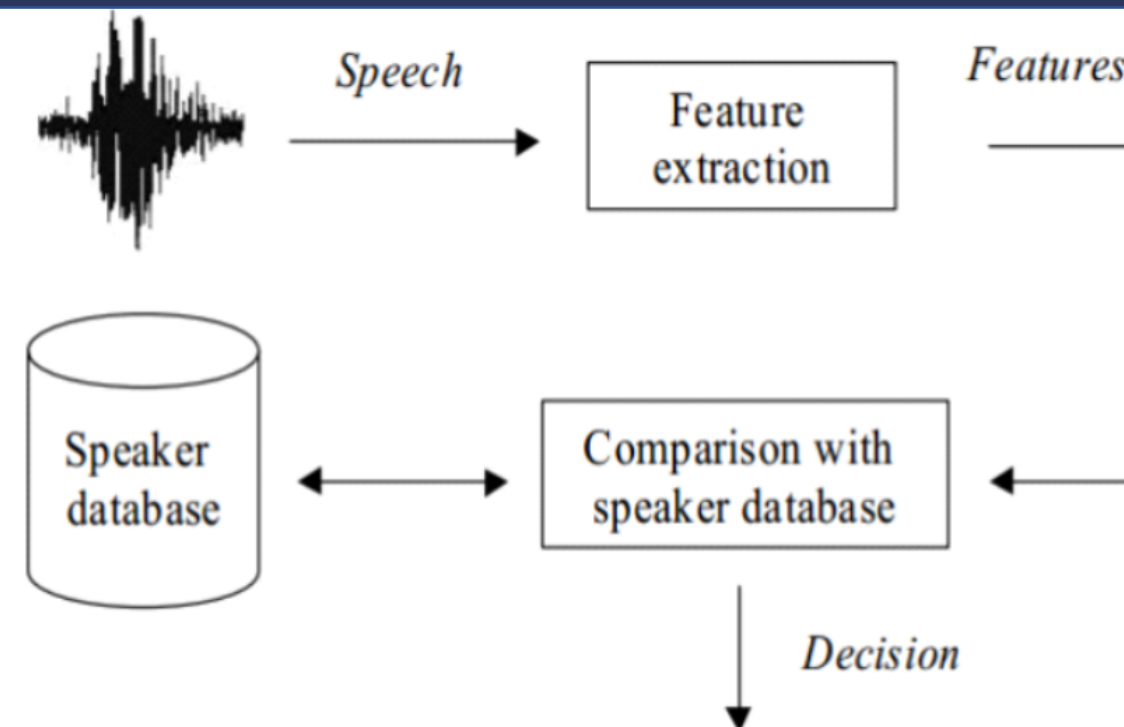 Speech
Feature
extraction
Features
Speaker
database
Comparison with
speaker database
Decision